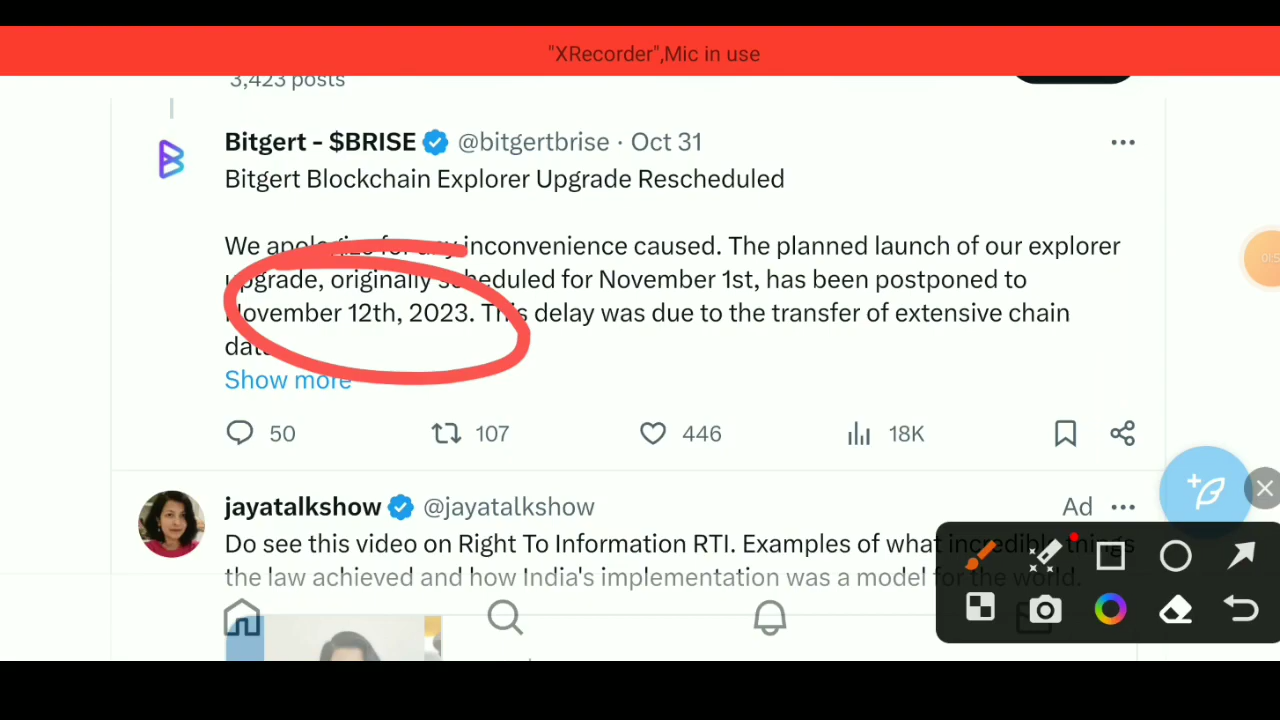 "XRecorder",Mic in use
3,423 posts
Bitgert - $BRISE @bitgertbrise · Oct 31
Bitgert Blockchain Explorer Upgrade Rescheduled
We apologize for any inconvenience caused. The planned launch of our explorer
upgrade, originally scheduled for November 1st, has been postponed to
November 12th, 2023. This delay was due to the transfer of extensive chain
data
Show more
50 107 446 18K
jayatalkshow @jayatalkshow Ad
Do see this video on Right To Information RTI. Examples of what incredible things
the law achieved and how India's implementation was a model for the world.